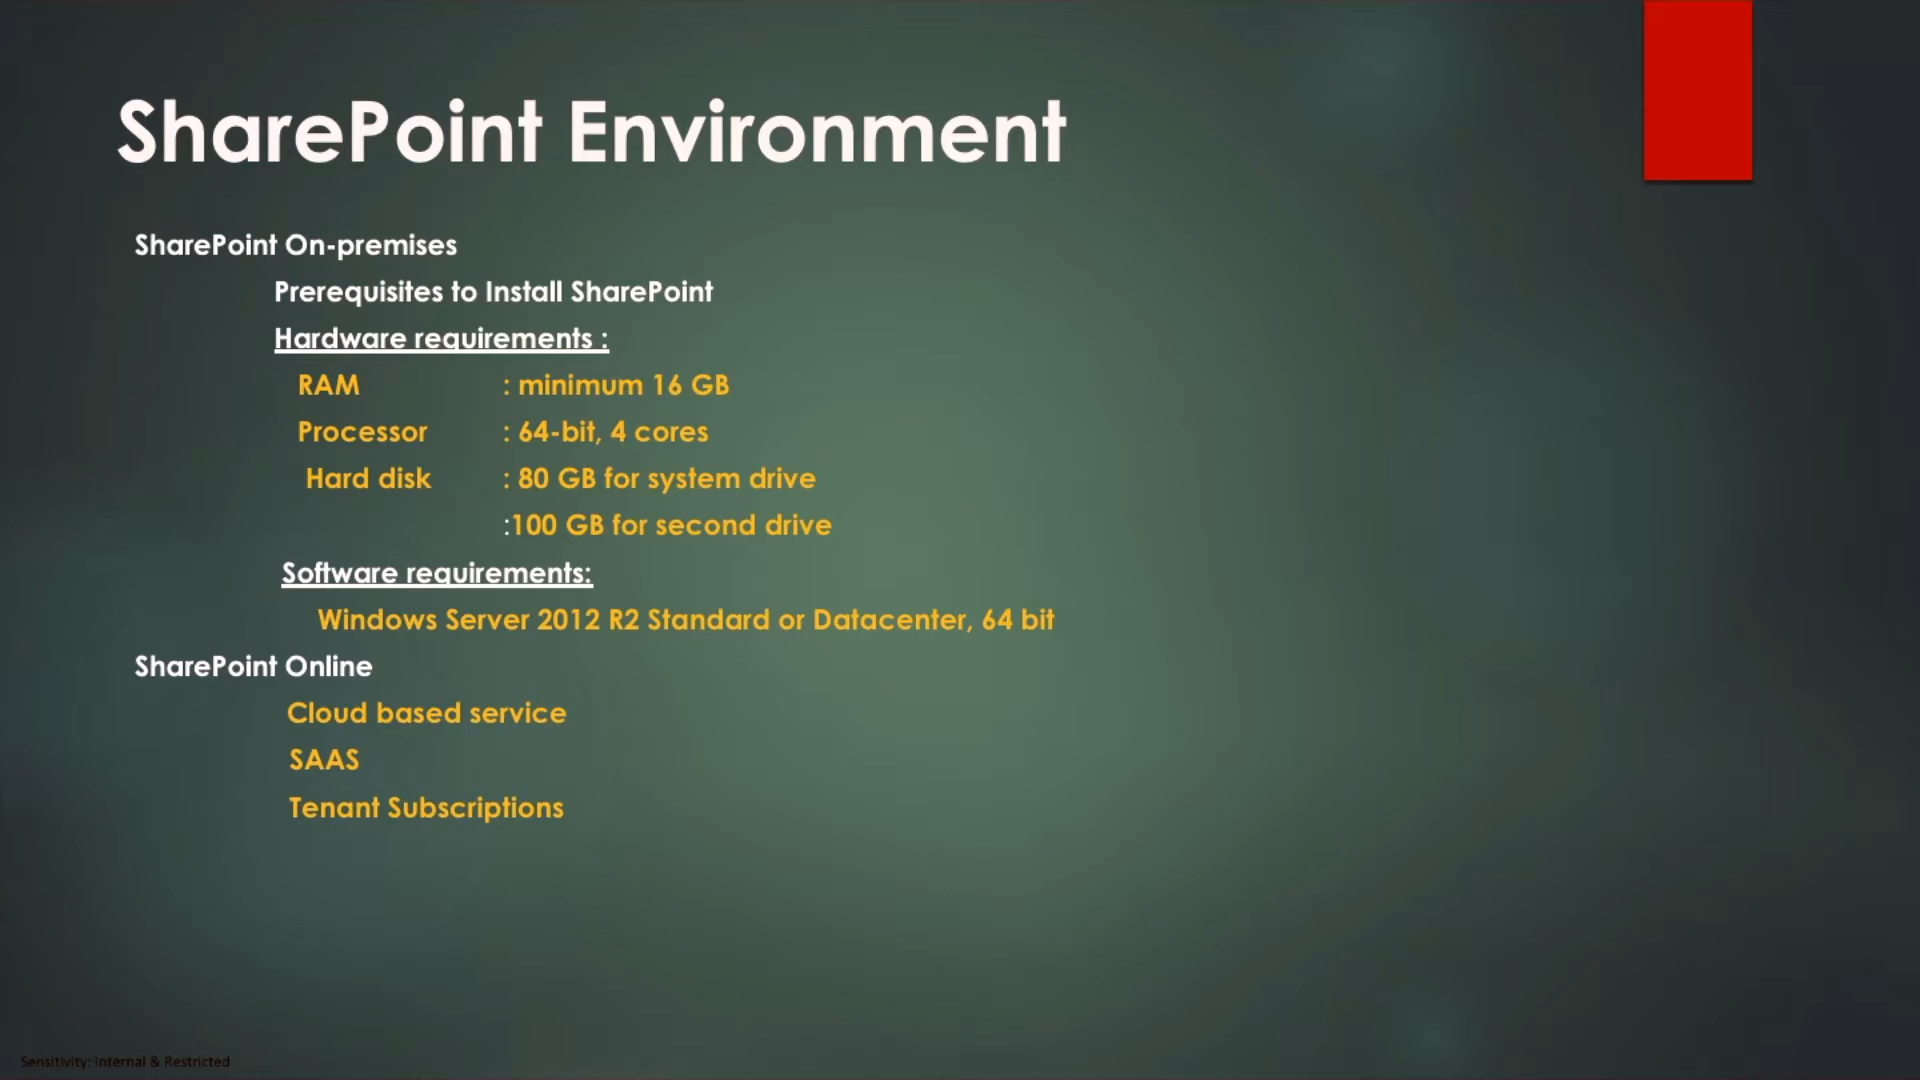 SharePoint Environment
SharePoint On-premises
Prerequisites to Install SharePoint
Hardware requirements :
RAM : minimum 16 GB
Processor : 64-bit, 4 cores
Hard disk : 80 GB for system drive
:100 GB for second drive
Software requirements:
Windows Server 2012 R2 Standard or Datacenter, 64 bit
SharePoint Online
Cloud based service
SAAS
Tenant Subscriptions
Sensitivity: Internal & Restricted